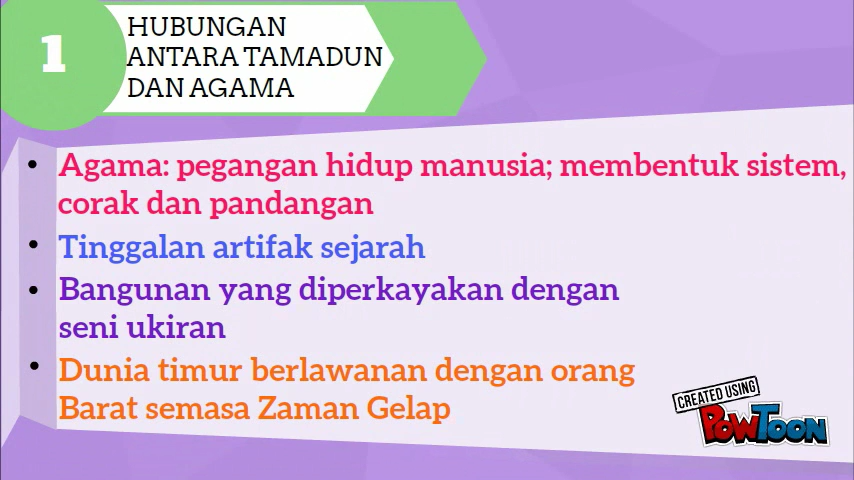 1
HUBUNGAN
ANTARA TAMADUN
DAN AGAMA
• Agama: pegangan hidup manusia; membentuk sistem,
corak dan pandangan
• Tinggalan artifak sejarah
• Bangunan yang diperkayakan dengan
seni ukiran
• Dunia timur berlawanan dengan orang
Barat semasa Zaman Gelap
CREATED USING
POWTOON